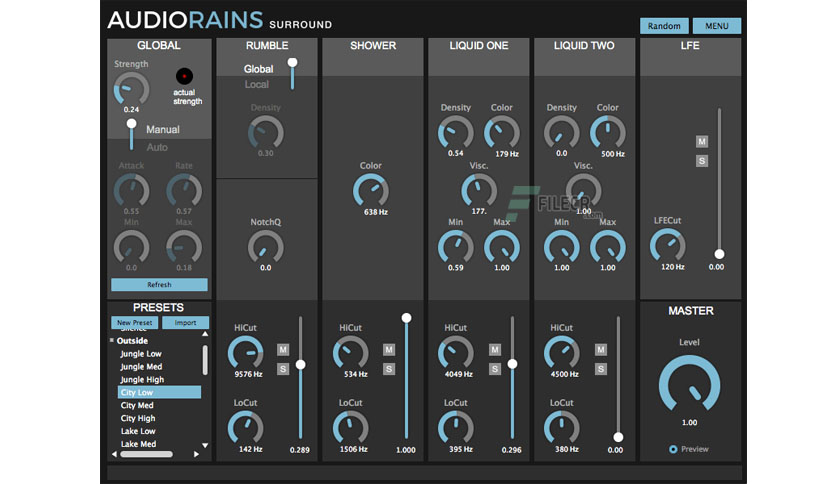 AUDIORAINS SURROUND
Random
MENU
GLOBAL
Strength
0.24
actual
strength
Manual
Auto
Attack
Rate
0.55
0.57
Min
Max
0.0
0.18
Refresh
PRESETS
New Preset
Import
Silence
Outside
Jungle Low
Jungle Med
Jungle High
City Low
City Med
City High
Lake Low
Lake Med
RUMBLE
Global
Local
Density
0.30
NotchQ
0.0
HiCut
M
S
9576 Hz
LoCut
142 Hz
0.289
SHOWER
Color
638 Hz
HiCut
M
S
534 Hz
LoCut
1506 Hz
1.000
LIQUID ONE
Density
Color
0.54
179 Hz
Visc.
177.
Min
Max
0.59
1.00
HiCut
M
S
4049 Hz
LoCut
395 Hz
0.296
LIQUID TWO
Density
Color
0.0
500 Hz
Visc.
1.00
FILECR
.com
Min
Max
1.00
1.00
HiCut
M
S
4500 Hz
LoCut
380 Hz
0.00
LFE
M
S
LFECut
120 Hz
0.00
MASTER
Level
1.00
Preview